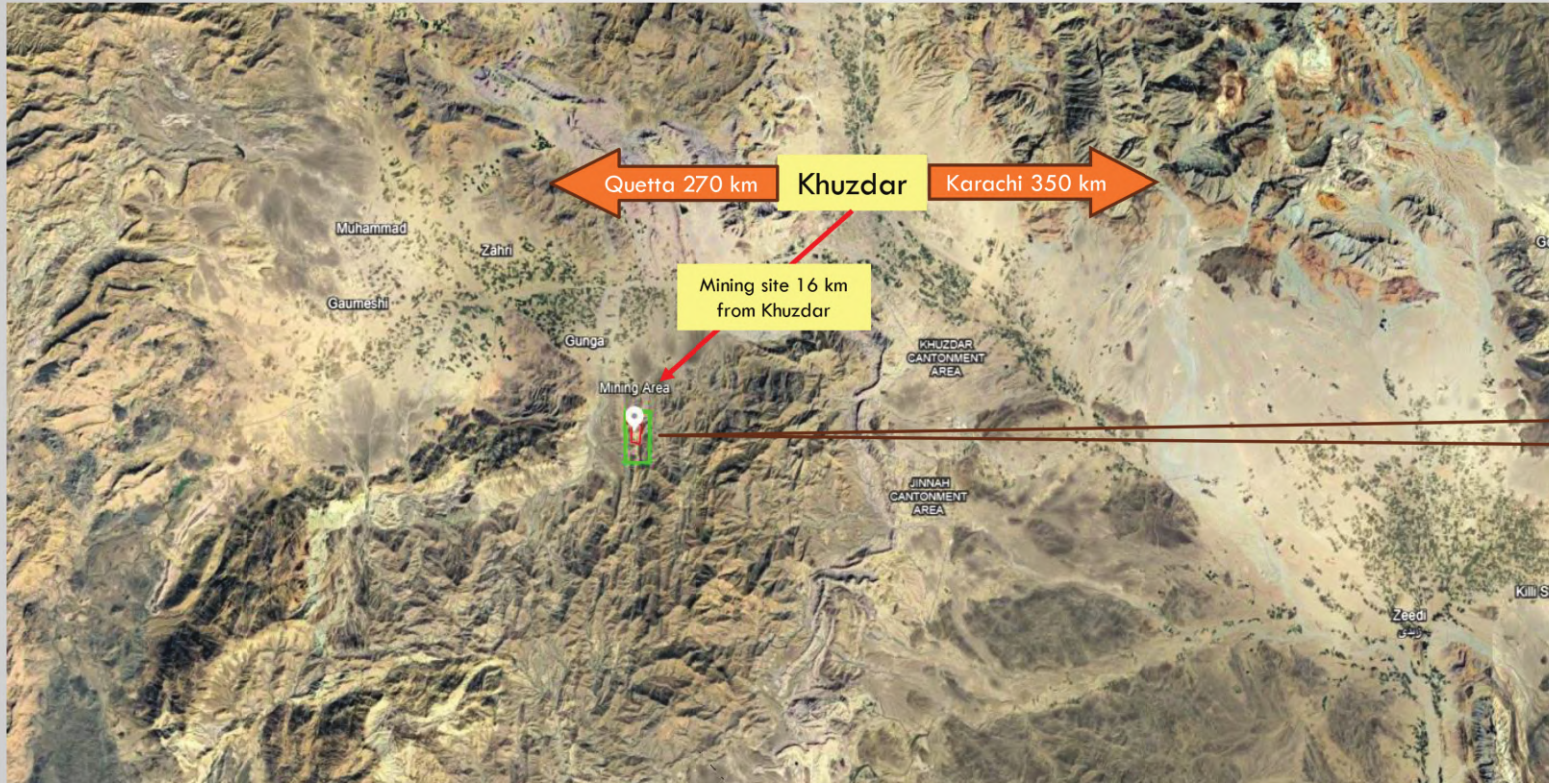 Quetta 270 km
Khuzdar
Karachi 350 km
Muhammad
Zahri
Mining site 16 km
from Khuzdar
Gaumeshi
Gunga
KHUZDAR
CANTONMENT
AREA
Mining Area
JINNAH
CANTONMENT
AREA
Killi S
Zeedi